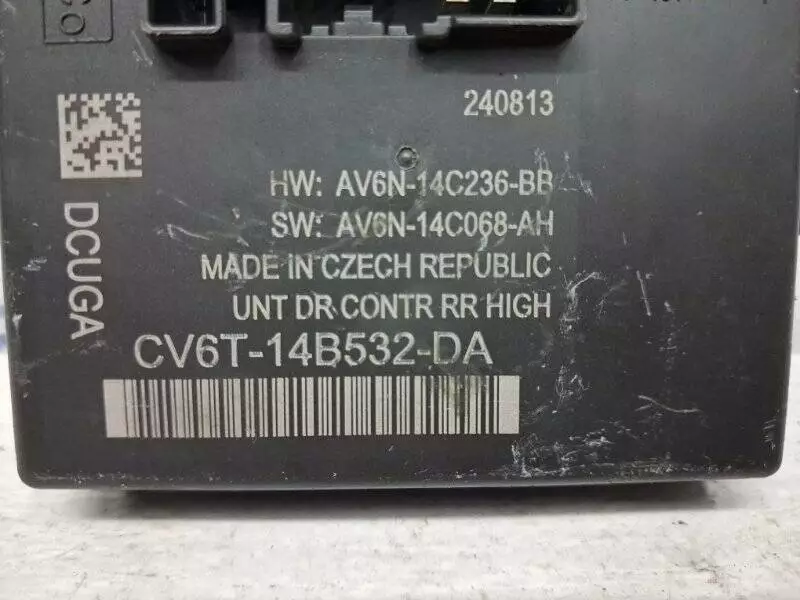 240813
HW: AV6N-14C236-BB
SW: AV6N-14C068-AH
MADE IN CZECH REPUBLIC
UNT DR CONTR RR HIGH
CV6T-14B532-DA
DCUGA